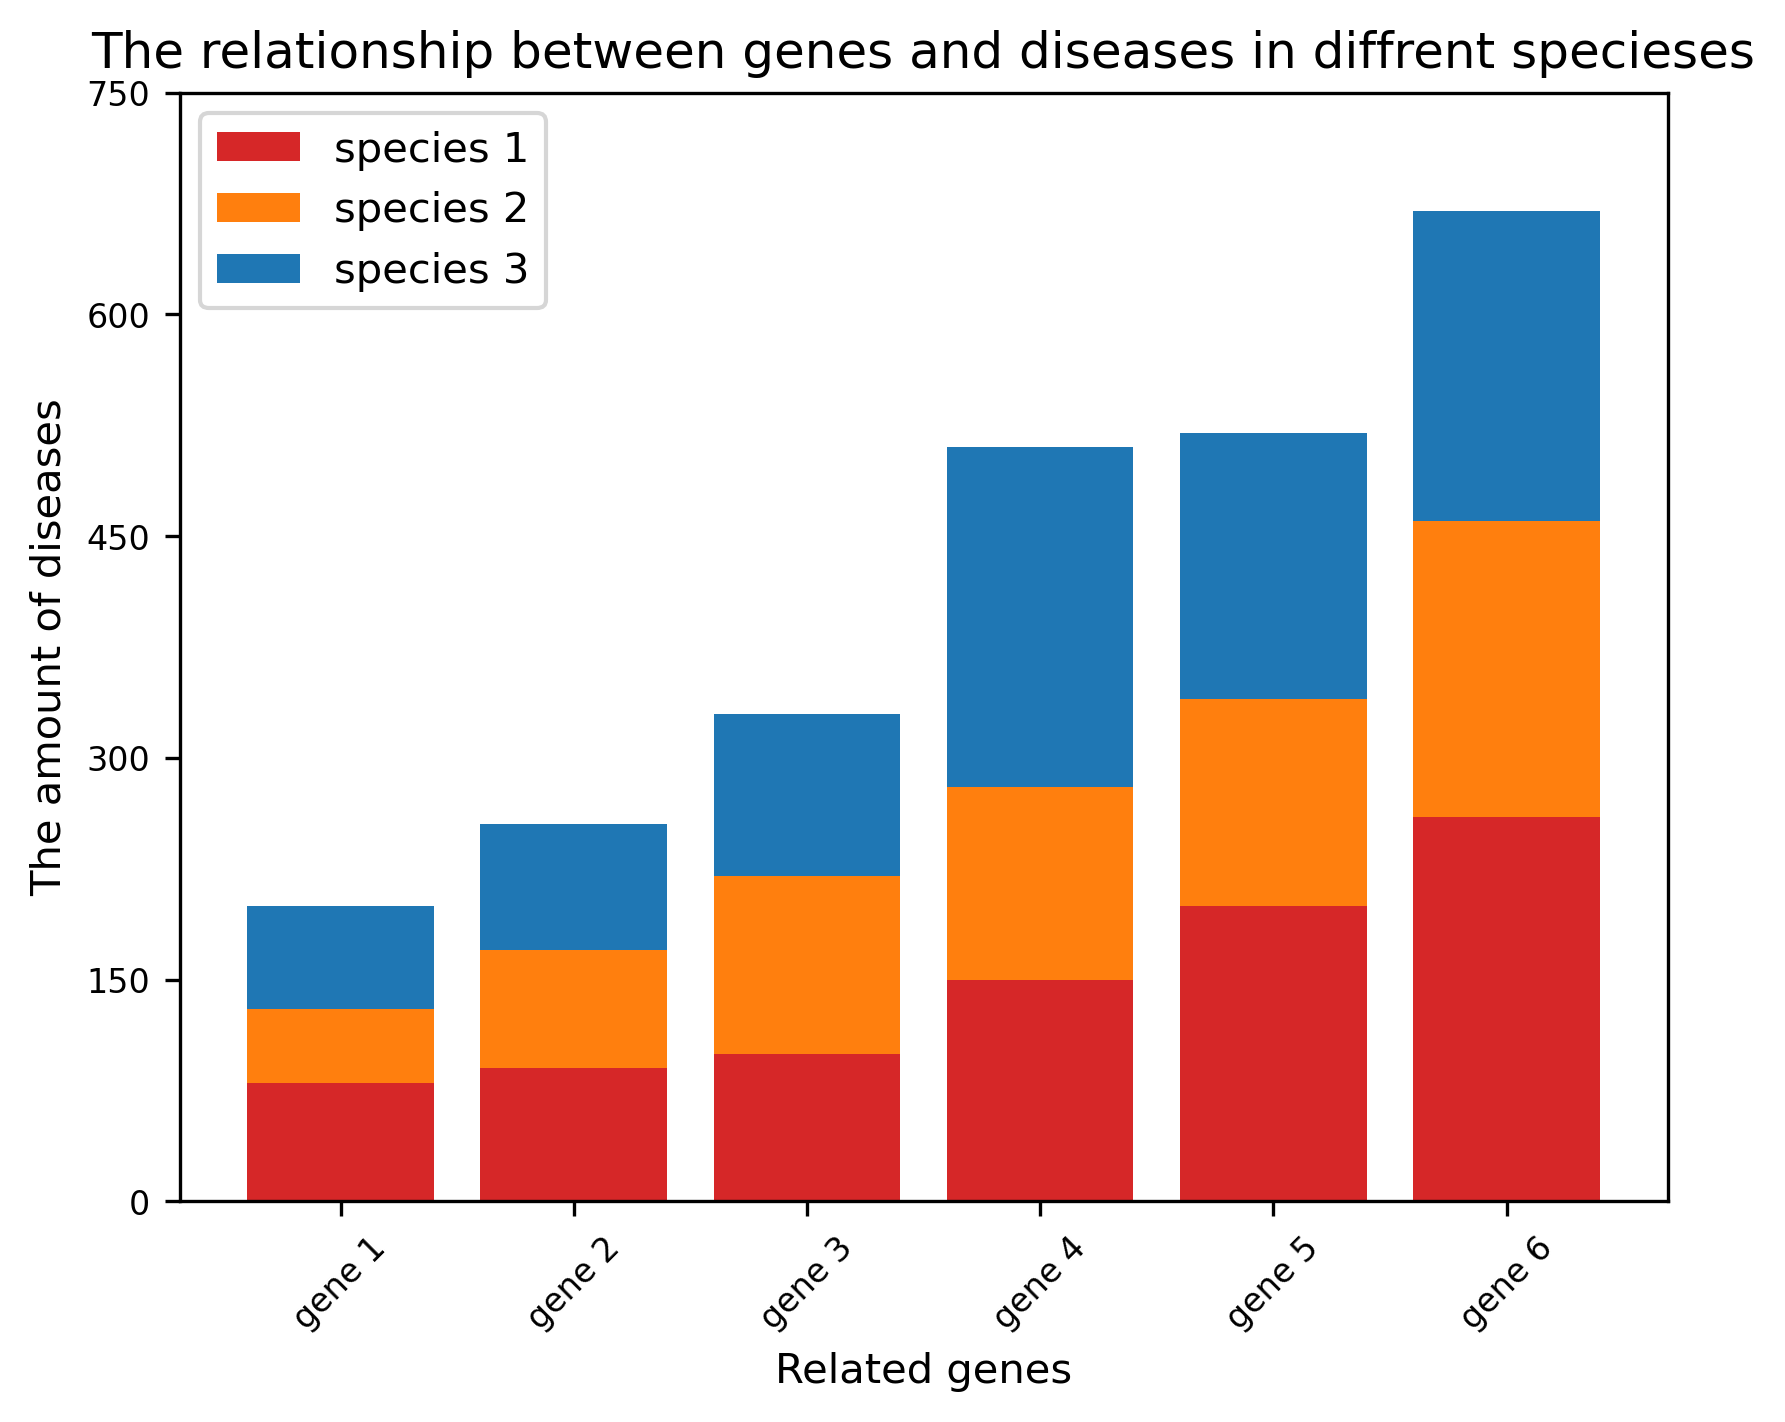 The relationship between genes and diseases in diffrent specieses
750
600
450
300
150
0
The amount of diseases
species 1
species 2
species 3
gene 1
gene 2
gene 3
gene 4
gene 5
gene 6
Related genes